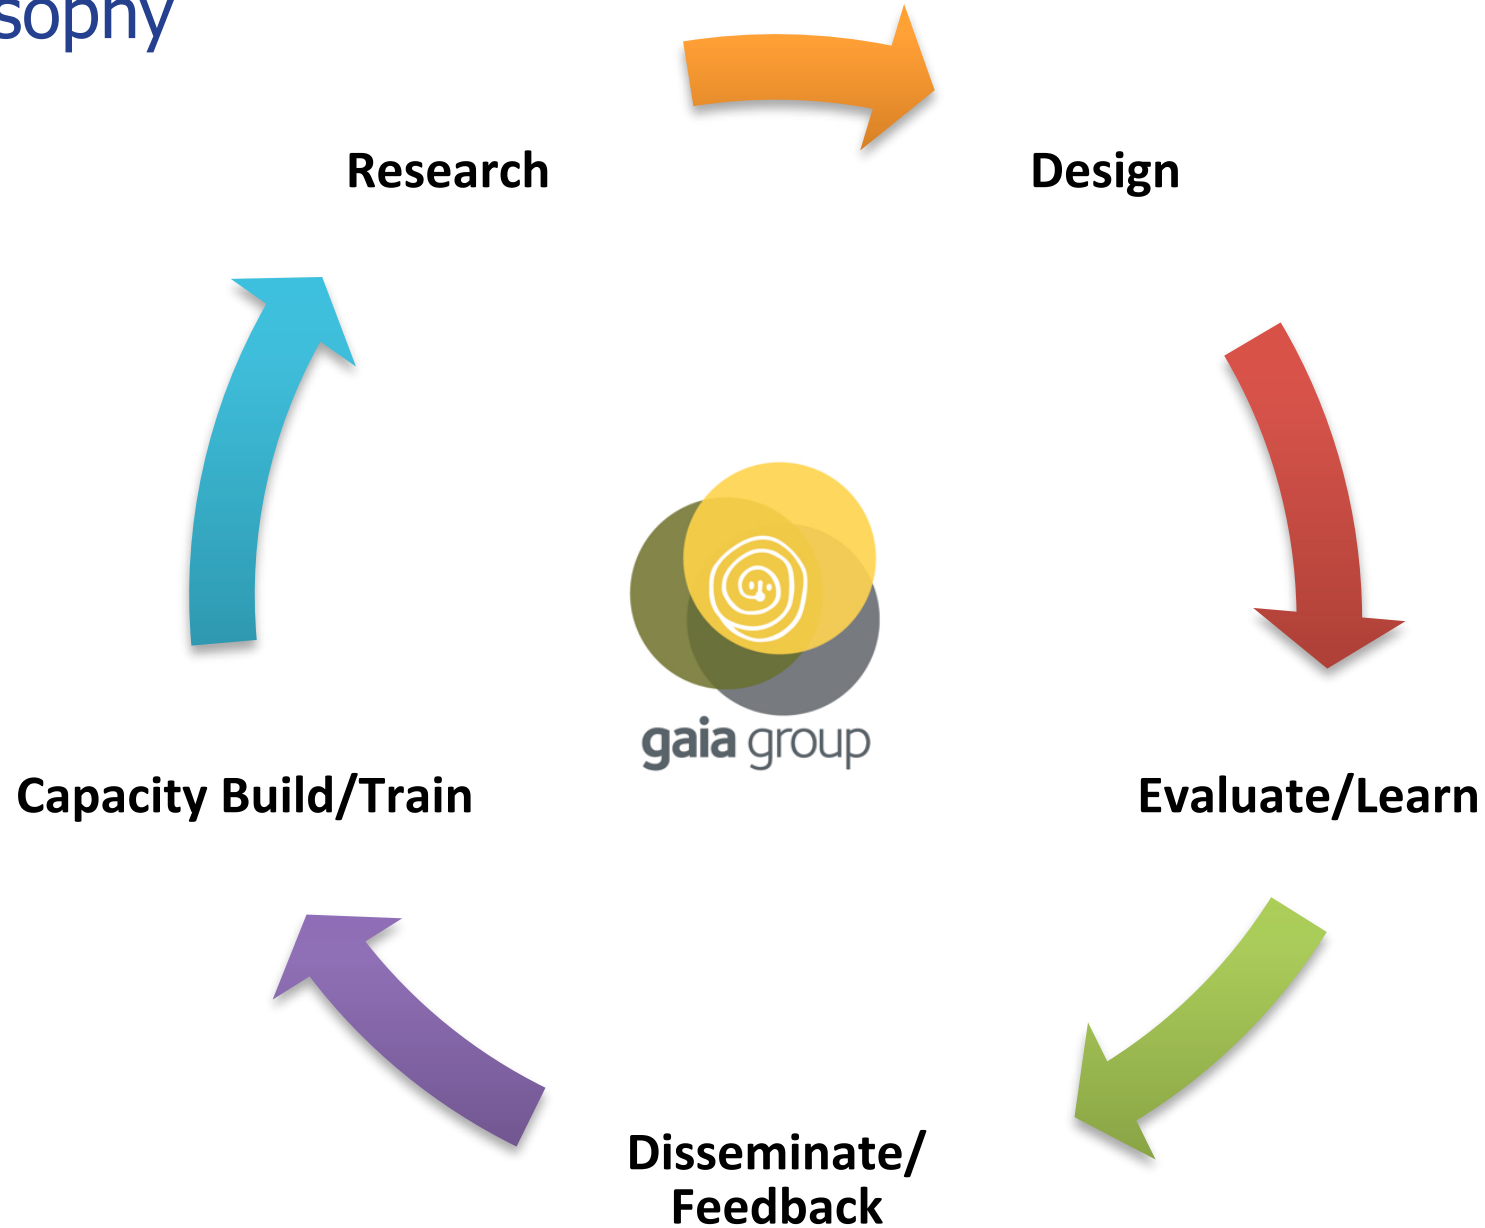 sophy
Research
Design
gaia group
Capacity Build/Train
Evaluate/Learn
Disseminate/
Feedback